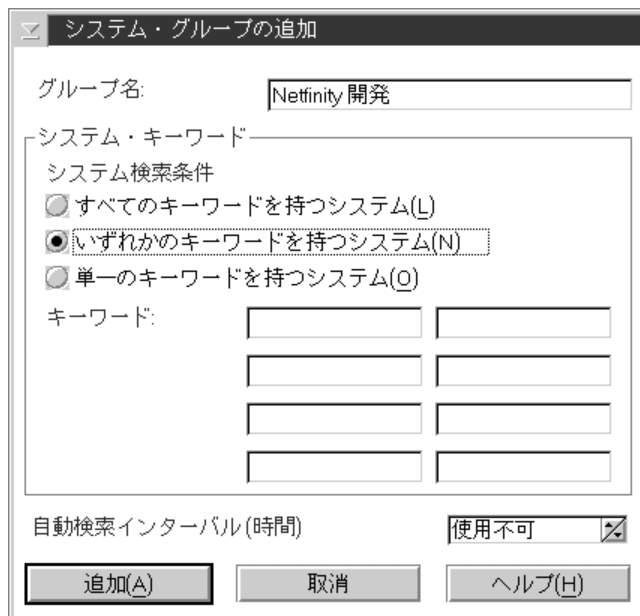 システム・グループの追加
グループ名: Netfinity 開発
システム・キーワード
システム検索条件
すべてのキーワードを持つシステム(L)
いずれかのキーワードを持つシステム(N)
単一のキーワードを持つシステム(O)
キーワード:
自動検索インターバル(時間) 使用不可
追加(A) 取消 ヘルプ(H)